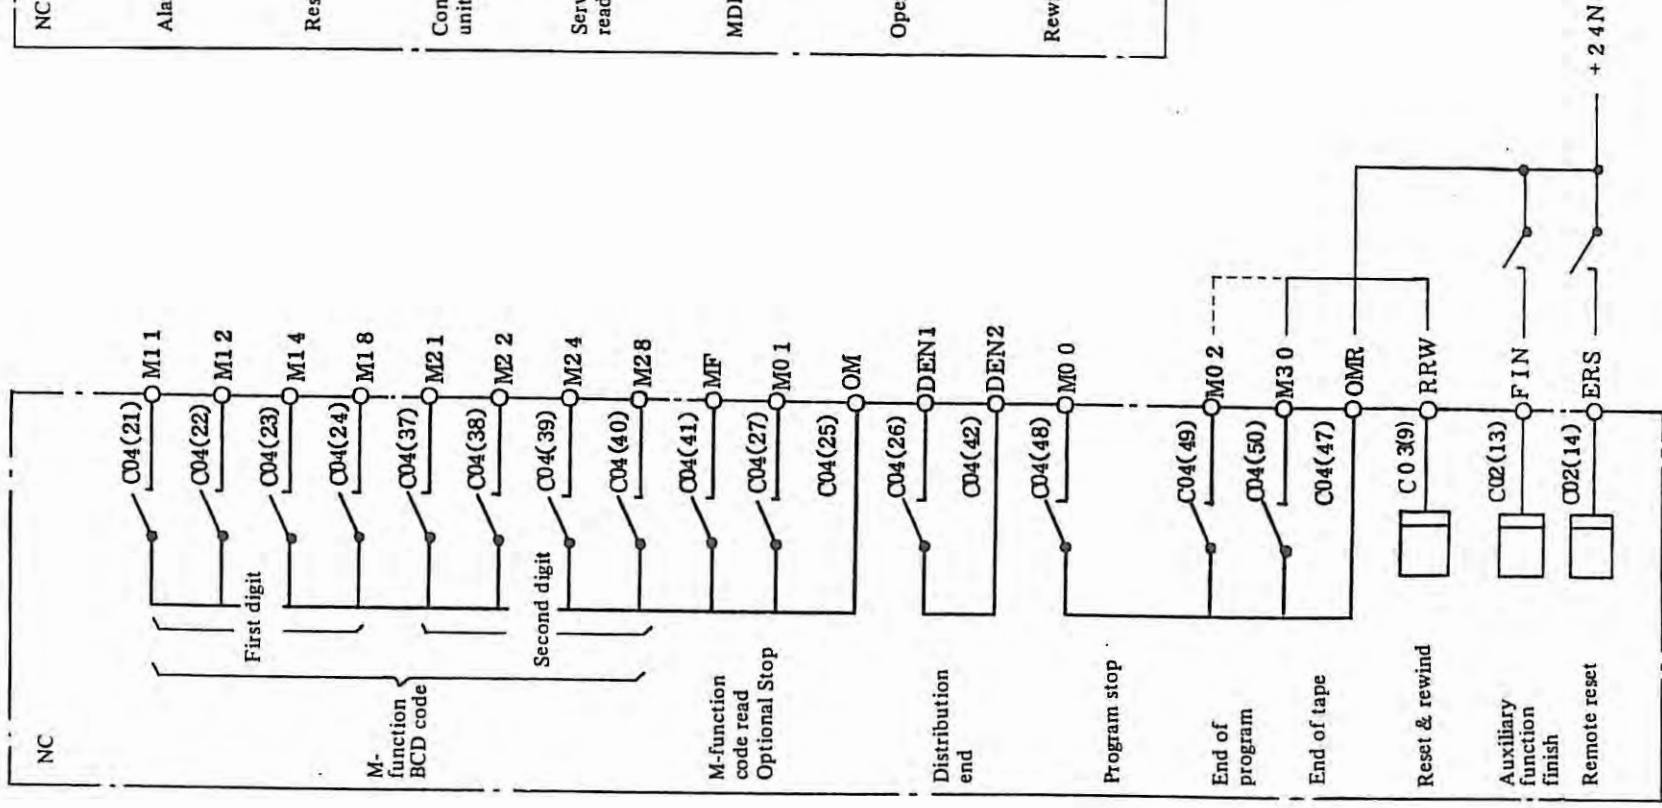 NC
Ala
Res
Con
unit
Serv
read
MDI
Ope
Rew
+24N
C04(21) M11
C04(22) M12
C04(23) M14
C04(24) M18
C04(37) M21
C04(38) M22
C04(39) M24
C04(40) M28
C04(41) MF
C04(27) M01
C04(25) OM
C04(26) DEN1
C04(42) DEN2
C04(48) M00
C04(49) M02
C04(50) M30
C04(47) OMR
C03(9) RRW
C02(13) FIN
C02(14) ERS
First digit
Second digit
NC
M-
function
BCD code
M-function
code read
Optional Stop
Distribution
end
Program stop
End of
program
End of tape
Reset & rewind
Auxiliary
function
finish
Remote reset